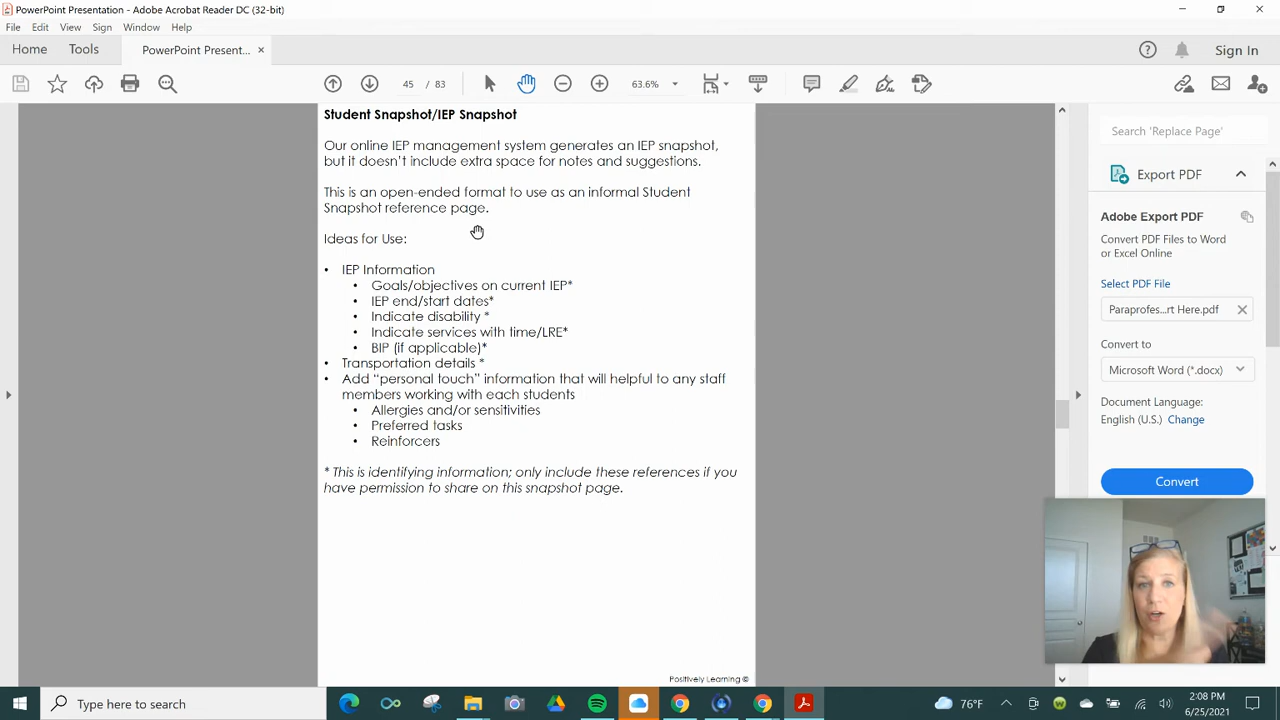 PowerPoint Presentation - Adobe Acrobat Reader DC (32-bit)
File Edit View Sign Window Help
Home Tools PowerPoint Present... × Sign In
45 / 83 63.6%
Student Snapshot/IEP Snapshot
Our online IEP management system generates an IEP snapshot,
but it doesn't include extra space for notes and suggestions.
This is an open-ended format to use as an informal Student
Snapshot reference page.
Ideas for Use:
• IEP Information
• Goals/objectives on current IEP*
• IEP end/start dates*
• Indicate disability *
• Indicate services with time/LRE*
• BIP (if applicable)*
• Transportation details *
• Add “personal touch” information that will helpful to any staff
members working with each students
• Allergies and/or sensitivities
• Preferred tasks
• Reinforcers
* This is identifying information; only include these references if you
have permission to share on this snapshot page.
Positively Learning ©
Search 'Replace Page'
Export PDF
Adobe Export PDF
Convert PDF Files to Word
or Excel Online
Select PDF File
Paraprofes...rt Here.pdf
Convert to
Microsoft Word (*.docx)
Document Language:
English (U.S.) Change
Convert
Type here to search
76°F
2:08 PM
6/25/2021